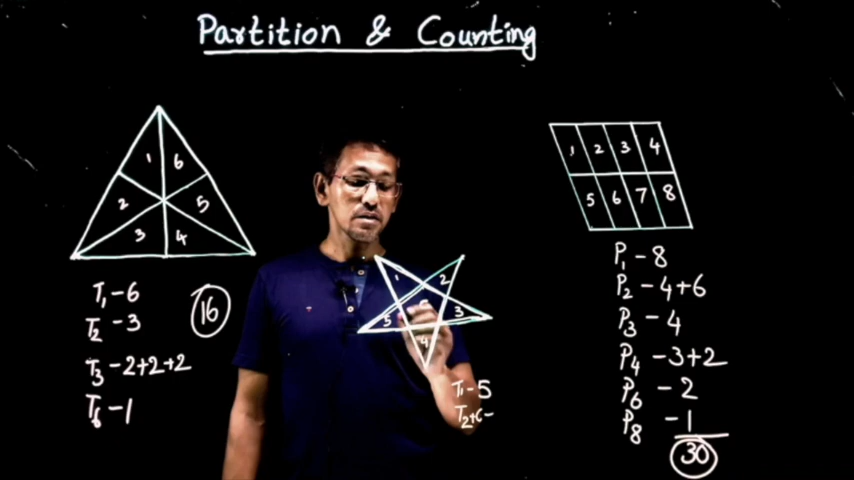 Partition & Counting
1 6
2 5
3 4
T₁ - 6
T₂ - 3
T₃ - 2+2+2
T₆ - 1
16
1 2
5 3
4
T₁ - 5
T₂+C -
1 2 3 4
5 6 7 8
P₁ - 8
P₂ - 4+6
P₃ - 4
P₄ - 3+2
P₆ - 2
P₈ - 1
30